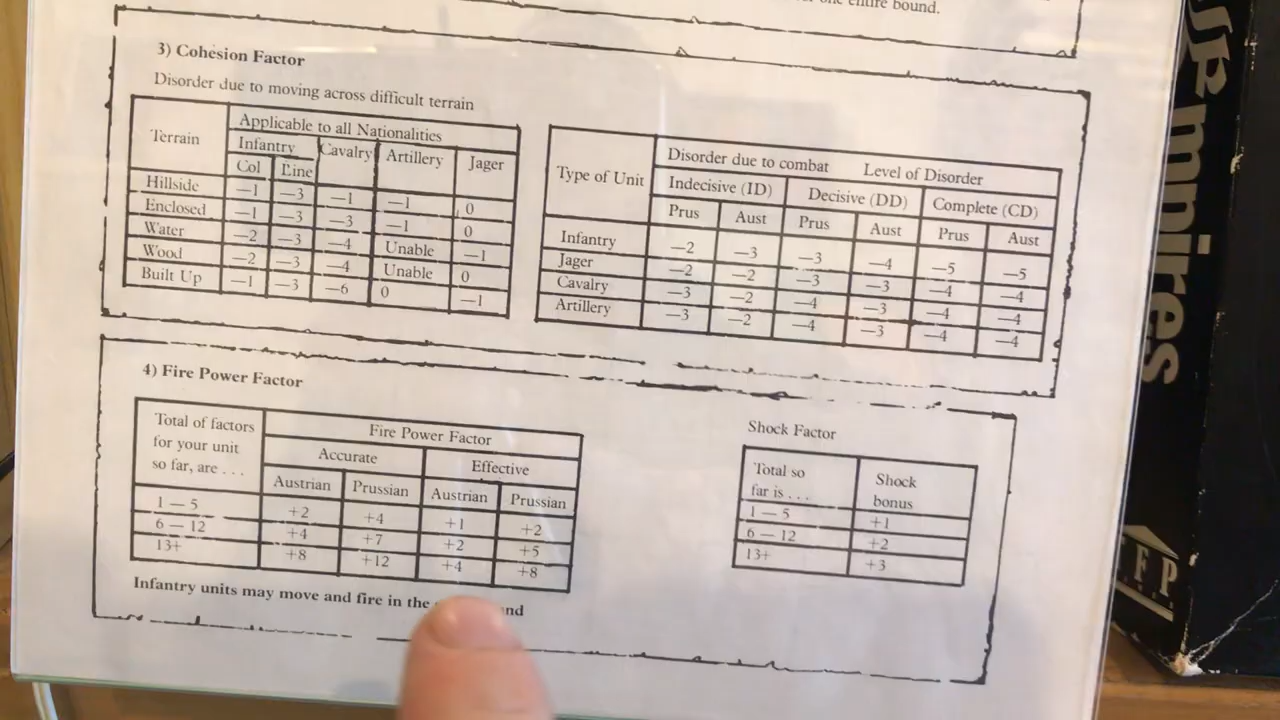 one entire bound.
3) Cohesion Factor
Disorder due to moving across difficult terrain
Terrain
Applicable to all Nationalities
Infantry Cavalry Artillery Jager
Col Line
Hillside —1 —3 —1 —1 0
Enclosed —1 —3 —3 —1 0
Water —2 —3 —4 Unable —1
Wood —2 —3 —4 Unable 0
Built Up —1 —3 —6 0 —1
Type of Unit
Disorder due to combat Level of Disorder
Indecisive (ID) Decisive (DD) Complete (CD)
Prus Aust Prus Aust Prus Aust
Infantry —2 —3 —3 —4 —5 —5
Jager —2 —2 —3 —3 —4 —4
Cavalry —3 —2 —4 —3 —4 —4
Artillery —3 —2 —4 —3 —4 —4
4) Fire Power Factor
Total of factors
for your unit
so far, are . . .
Fire Power Factor
Accurate Effective
Austrian Prussian Austrian Prussian
1 — 5 +2 +4 +1 +2
6 — 12 +4 +7 +2 +5
13+ +8 +12 +4 +8
Infantry units may move and fire in the
Shock Factor
Total so
far is . . .
Shock
bonus
1 — 5 +1
6 — 12 +2
13+ +3
mpires
FP